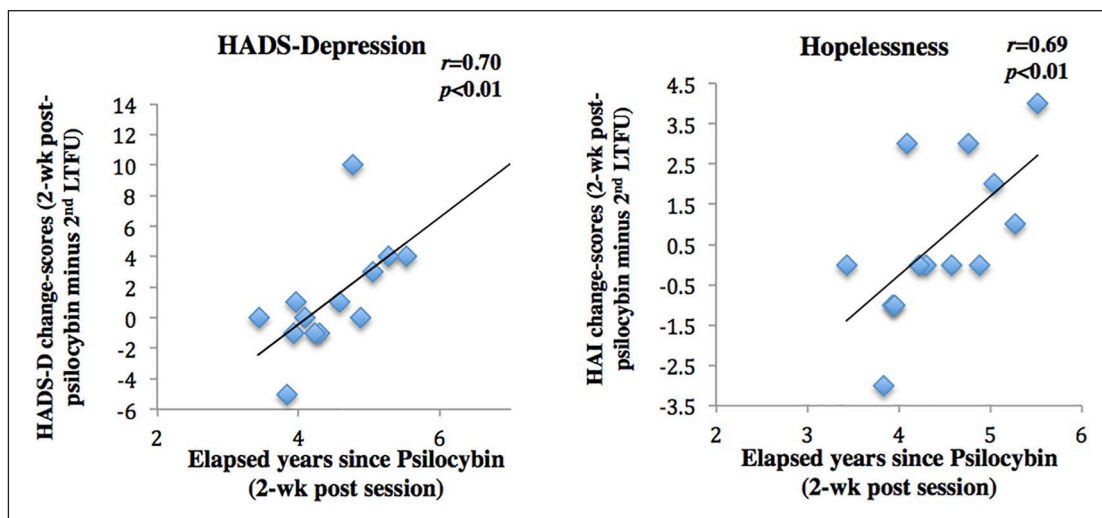 HADS-Depression
r=0.70
p<0.01
HADS-D change-scores (2-wk post-
psilocybin minus 2nd LTFU)
14
12
10
8
6
4
2
0
-2
-4
-6
2
4
6
Elapsed years since Psilocybin
(2-wk post session)
Hopelessness
r=0.69
p<0.01
HAI change-scores (2-wk post-
psilocybin minus 2nd LTFU)
4.5
3.5
2.5
1.5
0.5
-0.5
-1.5
-2.5
-3.5
2
3
4
5
6
Elapsed years since Psilocybin
(2-wk post session)